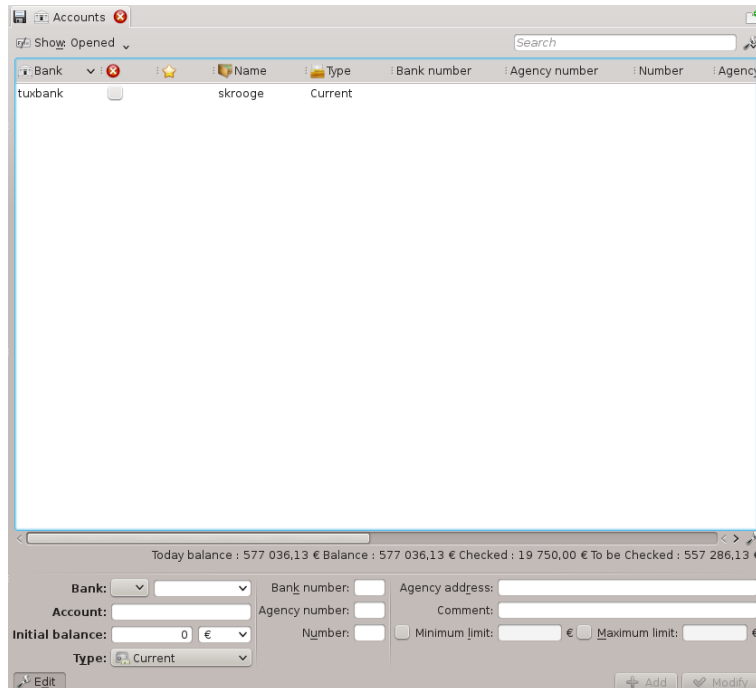 Accounts
Show: Opened Search
Bank Name Type Bank number Agency number Number Agency
tuxbank skrooge Current
Today balance : 577 036,13 € Balance : 577 036,13 € Checked : 19 750,00 € To be Checked : 557 286,13 €
Bank: Bank number: Agency address:
Account: Agency number: Comment:
Initial balance: 0 € Number: Minimum limit: € Maximum limit: €
Type: Current
Edit Add Modify